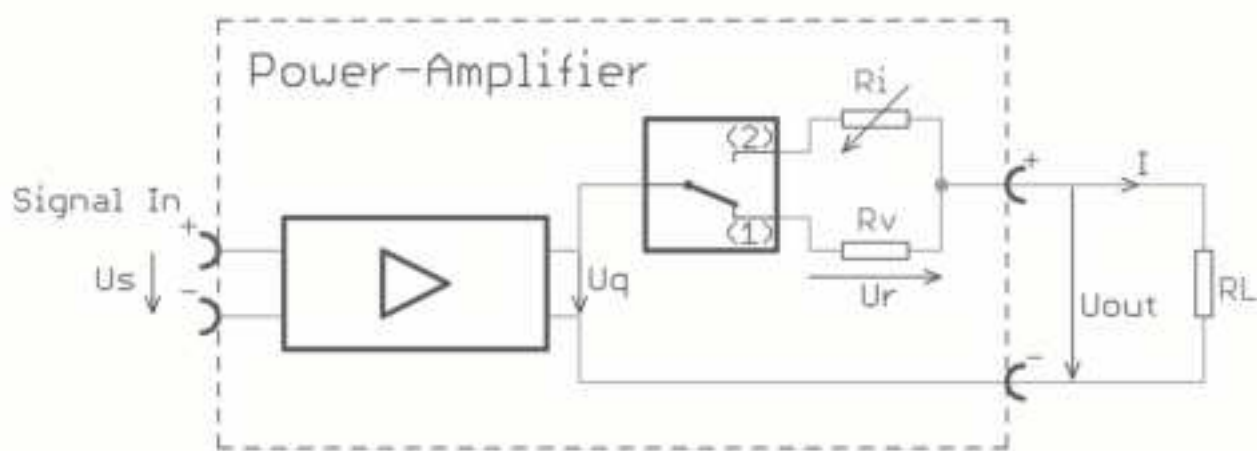 Power-Amplifier
Ri
(2)
+
I
Signal In
+
(1)
Rv
Us
-
Uq
Ur
Uout
RL
-